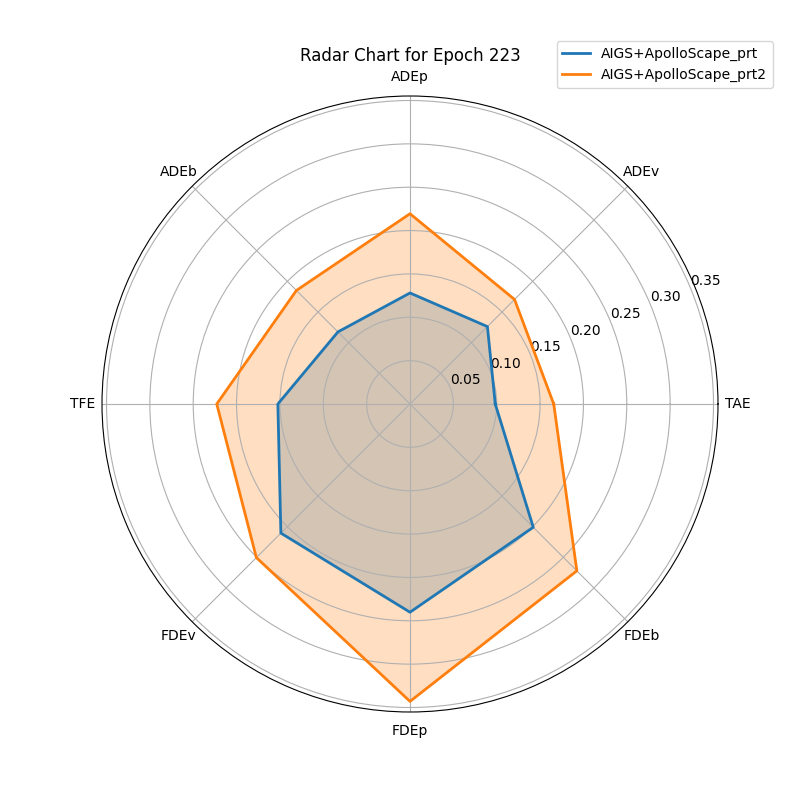 Radar Chart for Epoch 223
AIGS+ApolloScape_prt
AIGS+ApolloScape_prt2
ADEp
ADEb
ADEv
0.35
0.30
0.25
0.20
0.15
0.10
0.05
TFE
TAE
FDEv
FDEb
FDEp